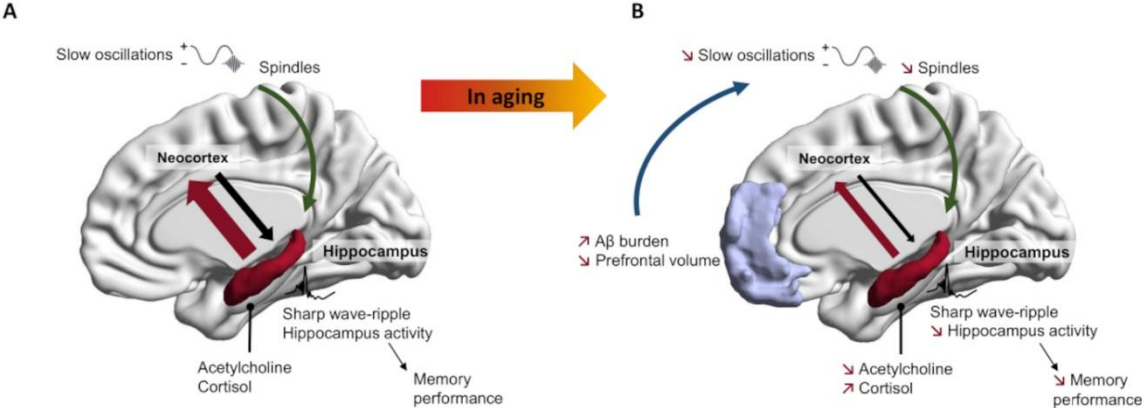 A
Slow oscillations
+
−
Spindles
Neocortex
Hippocampus
Sharp wave-ripple
Hippocampus activity
Acetylcholine
Cortisol
Memory
performance
In aging
B
↘ Slow oscillations
+
−
↘ Spindles
Neocortex
↗ Aβ burden
↘ Prefrontal volume
Hippocampus
Sharp wave-ripple
↘ Hippocampus activity
↘ Acetylcholine
↗ Cortisol
↘ Memory
performance